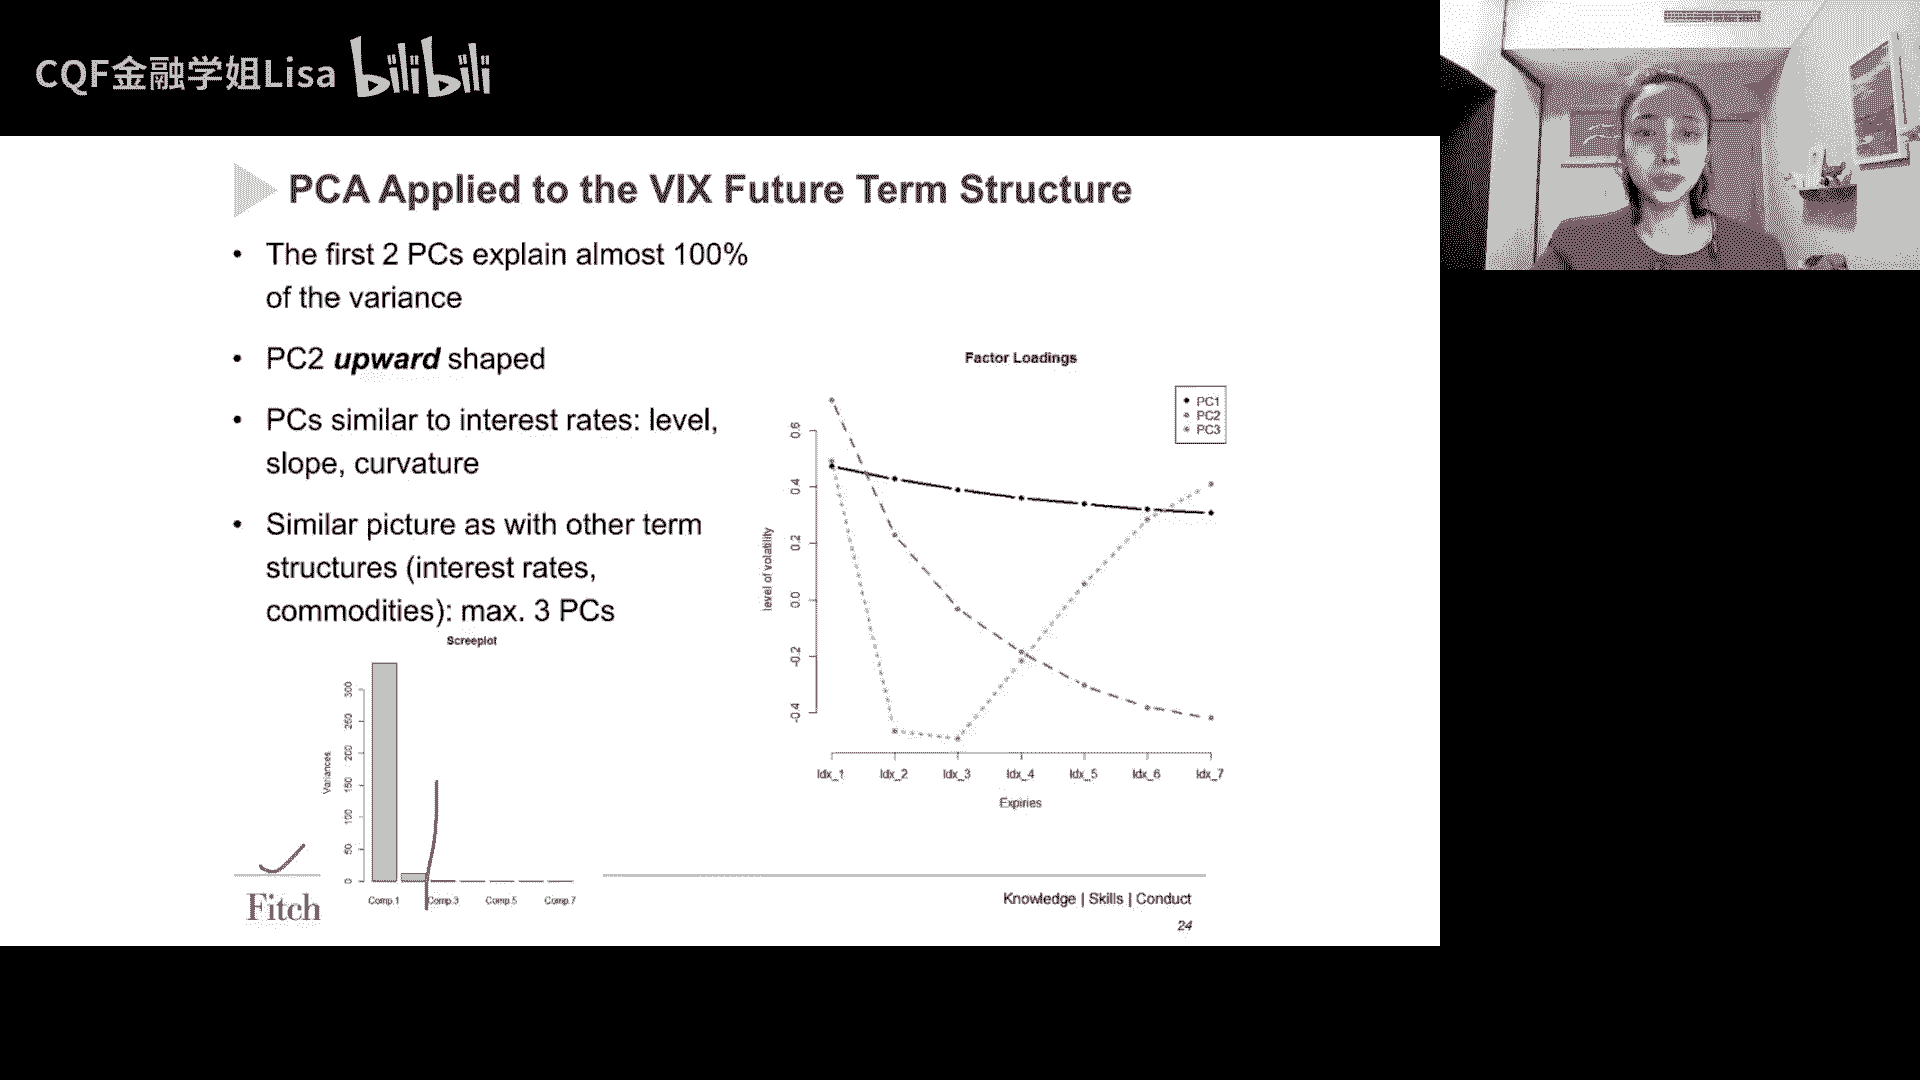 CQF金融学姐Lisa bilibili
PCA Applied to the VIX Future Term Structure
• The first 2 PCs explain almost 100%
of the variance
• PC2 upward shaped
• PCs similar to interest rates: level,
slope, curvature
• Similar picture as with other term
structures (interest rates,
commodities): max. 3 PCs
Screeplot
Variances
300
250
200
150
100
50
0
Comp.1 Comp.3 Comp.5 Comp.7
Factor Loadings
PC1
PC2
PC3
level of volatility
0.6
0.4
0.2
0.0
-0.2
-0.4
Idx_1 Idx_2 Idx_3 Idx_4 Idx_5 Idx_6 Idx_7
Expiries
Fitch
Knowledge | Skills | Conduct
24